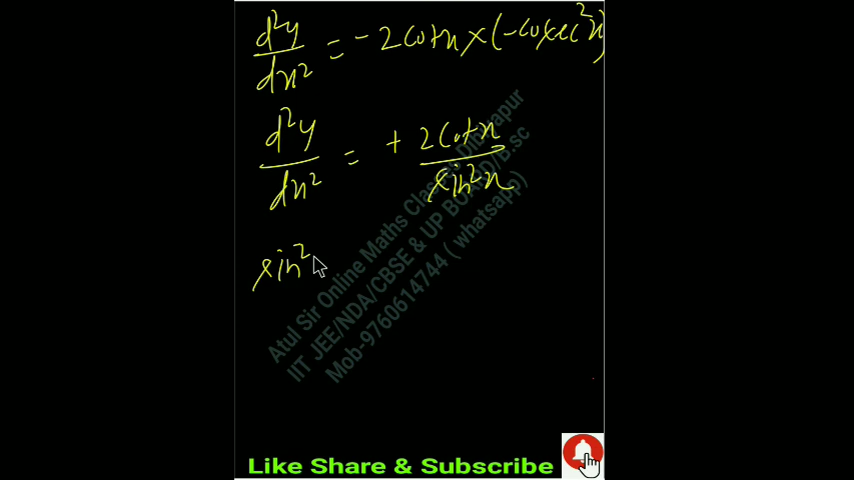 d²y/dx² = -2cotx×(-cosec²x)
d²y/dx² = + 2cotx/sin²x
sin²
Atul Sir Online Maths Classes Dibiyapur
IIT JEE/NDA/CBSE & UP BOARD/B.sc
Mob-9760614744 ( whatsapp)
Like Share & Subscribe